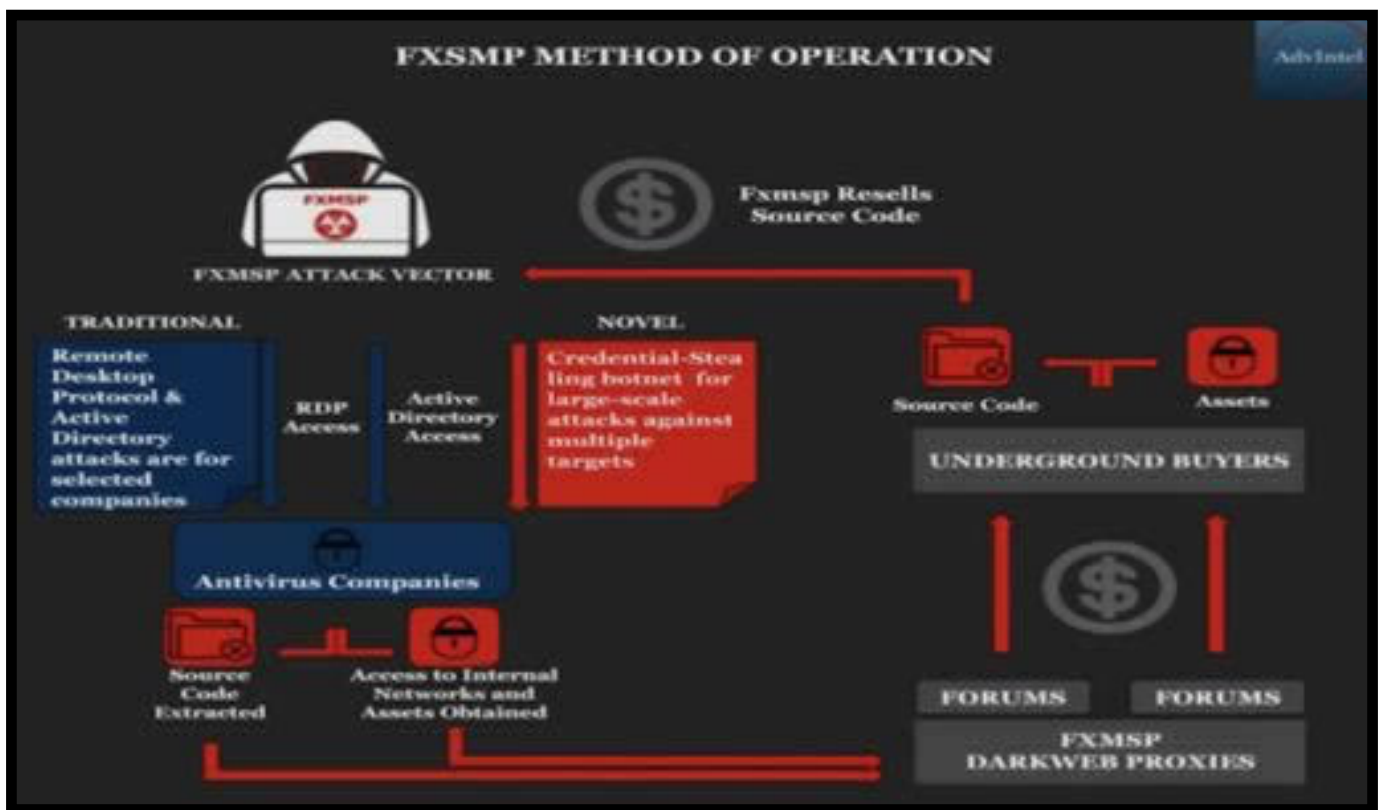 FXSMP METHOD OF OPERATION
AdvIntel
FXMSP
FXMSP ATTACK VECTOR
Fxmsp Resells
Source Code
TRADITIONAL
Remote
Desktop
Protocol &
Active
Directory
attacks are for
selected
companies
RDP
Access
Active
Directory
Access
NOVEL
Credential-Stea
ling botnet for
large-scale
attacks against
multiple
targets
Source Code
Assets
UNDERGROUND BUYERS
Antivirus Companies
Source
Code
Extracted
Access to Internal
Networks and
Assets Obtained
FORUMS
FORUMS
FXMSP
DARKWEB PROXIES